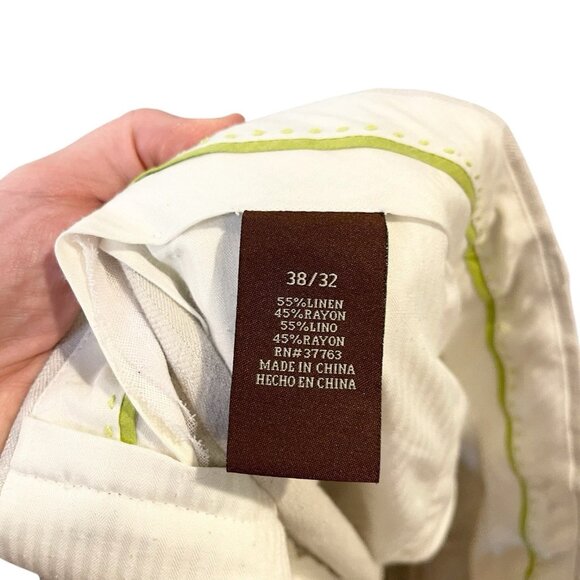 38/32
55%LINEN
45%RAYON
55%LINO
45%RAYON
RN#37763
MADE IN CHINA
HECHO EN CHINA